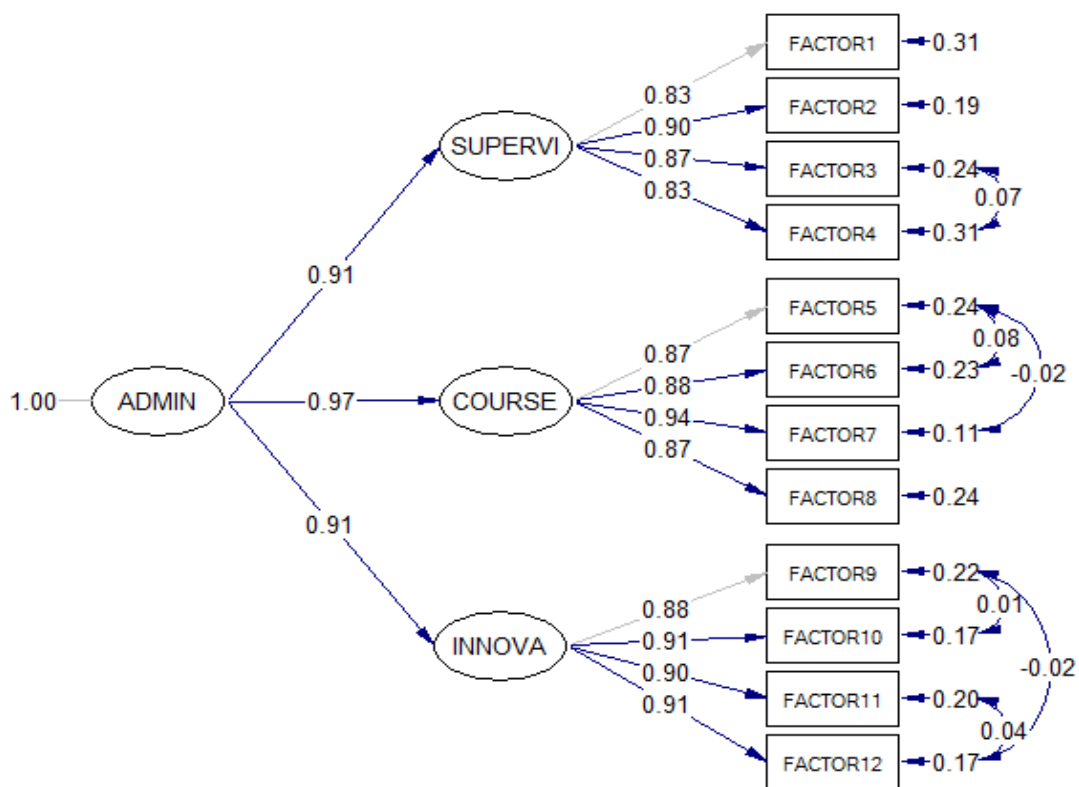 FACTOR1
0.31
0.83
FACTOR2
0.19
0.90
SUPERVI
0.87
FACTOR3
0.24
0.83
0.07
FACTOR4
0.31
0.91
FACTOR5
0.24
0.87
0.08
FACTOR6
0.23
0.88
-0.02
1.00
ADMIN
0.97
COURSE
0.94
FACTOR7
0.11
0.87
FACTOR8
0.24
0.91
FACTOR9
0.22
0.88
0.01
FACTOR10
0.17
INNOVA
0.91
-0.02
0.90
FACTOR11
0.20
0.91
0.04
FACTOR12
0.17